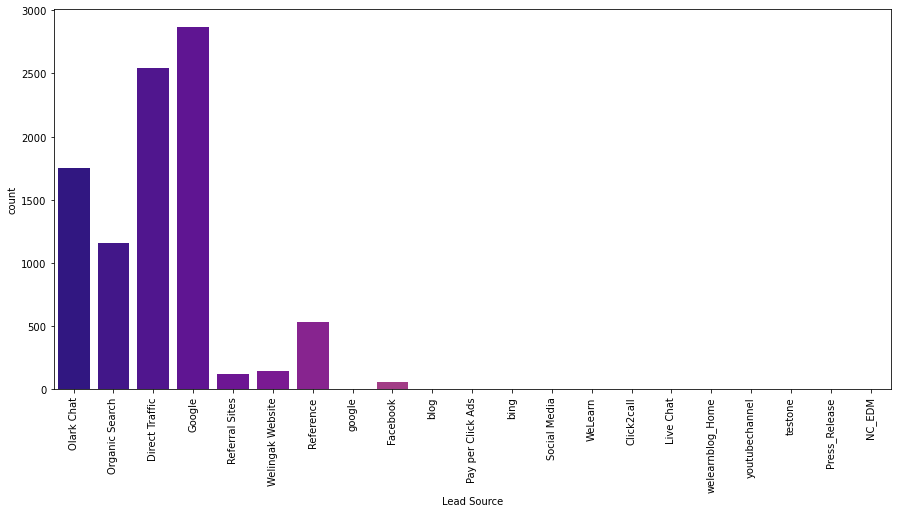 3000
2500
2000
1500
1000
500
0
count
Olark Chat
Organic Search
Direct Traffic
Google
Referral Sites
Welingak Website
Reference
google
Facebook
blog
Pay per Click Ads
bing
Social Media
WeLearn
Click2call
Live Chat
welearnblog_Home
youtubechannel
testone
Press_Release
NC_EDM
Lead Source